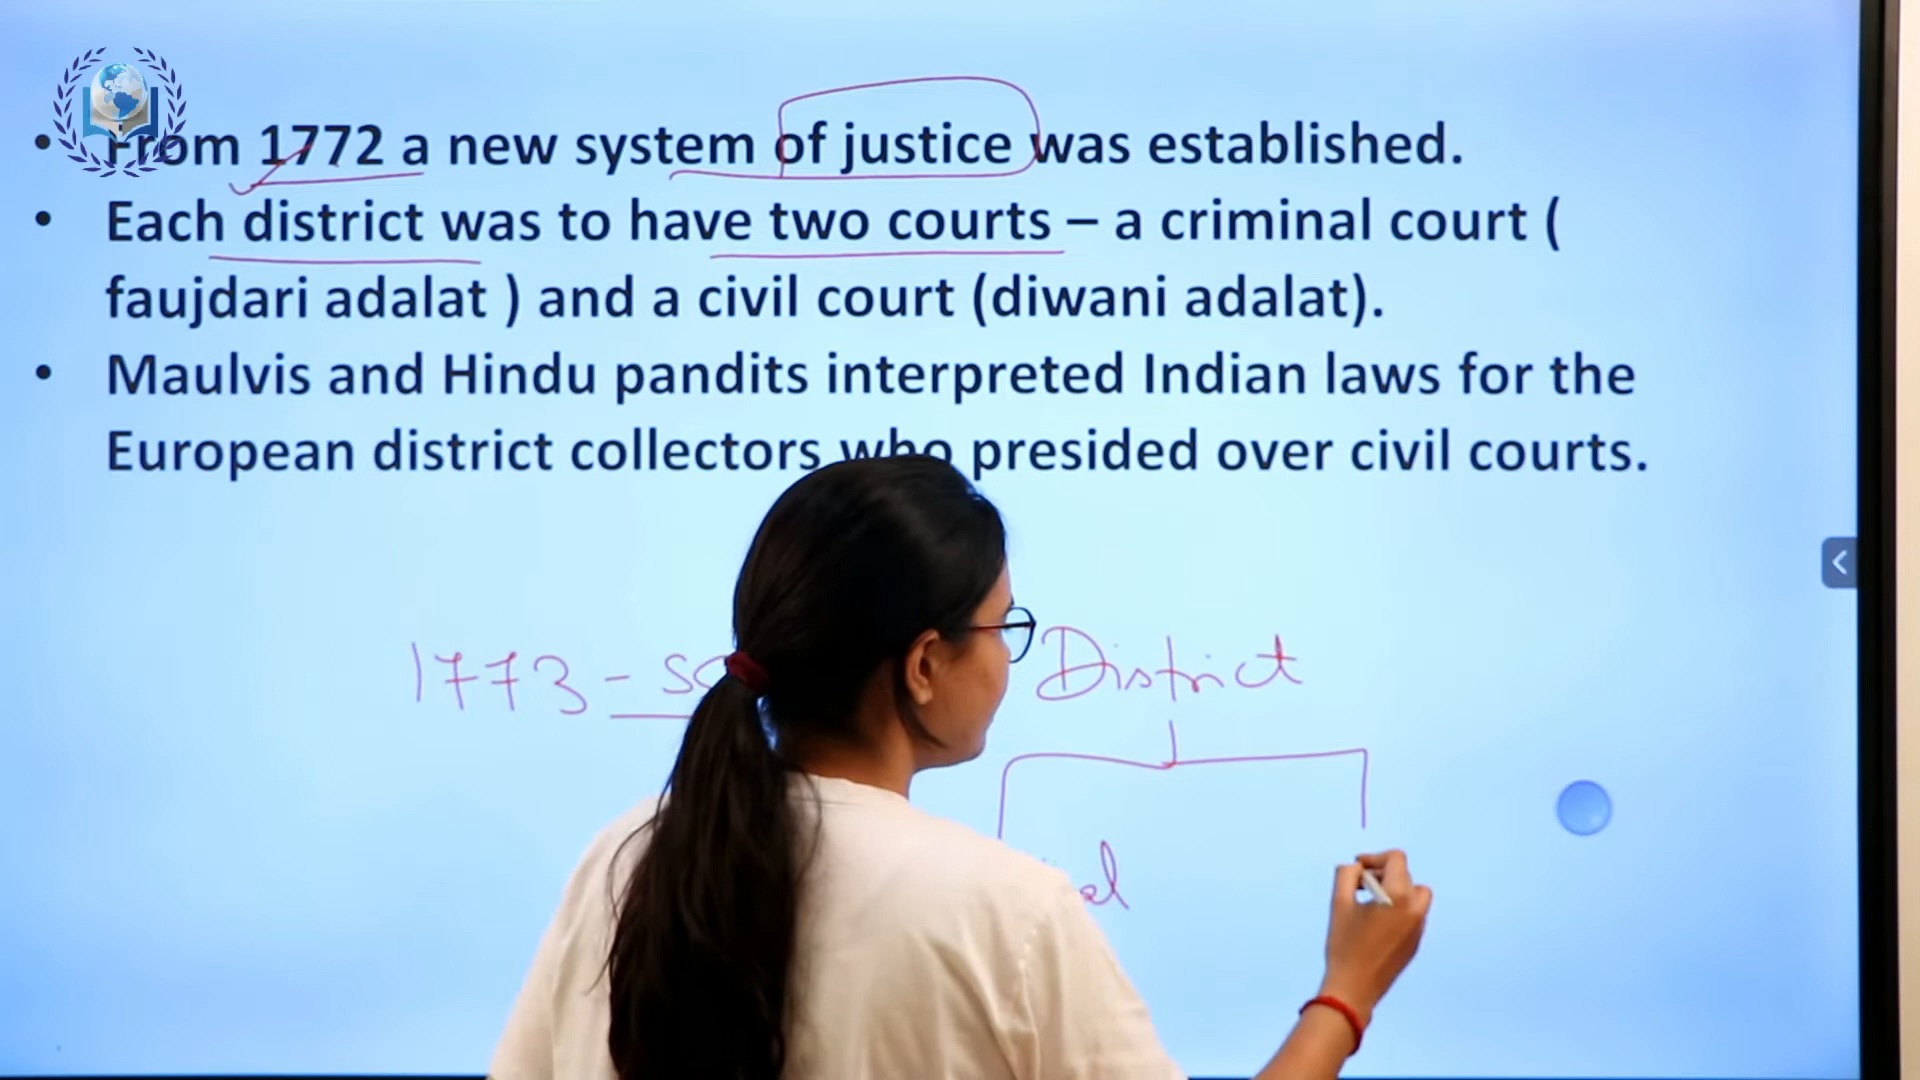 • From 1772 a new system of justice was established.
• Each district was to have two courts – a criminal court (
faujdari adalat ) and a civil court (diwani adalat).
• Maulvis and Hindu pandits interpreted Indian laws for the
European district collectors who presided over civil courts.
1773 - SC
District